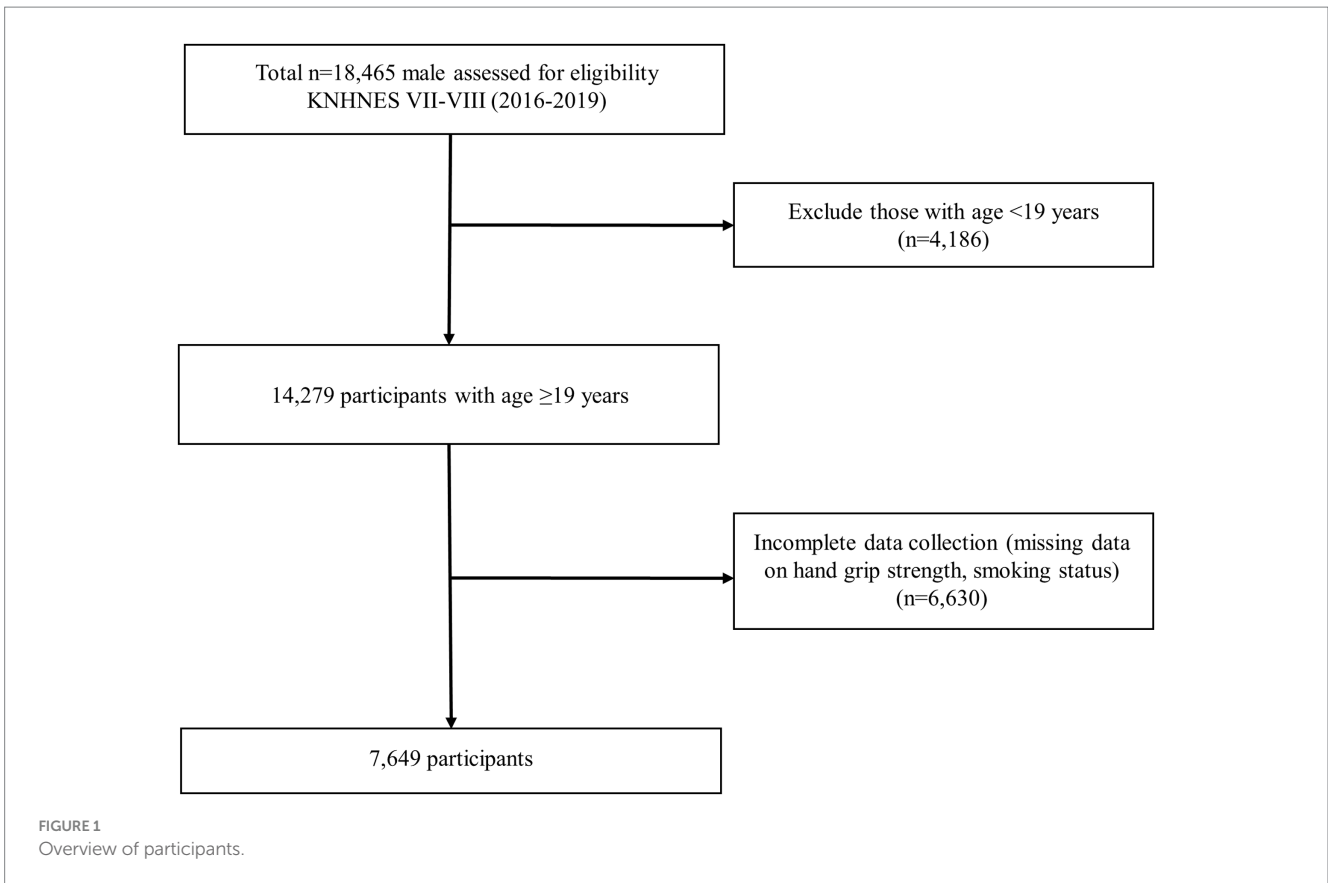 Total n=18,465 male assessed for eligibility
KNHNES VII-VIII (2016-2019)
Exclude those with age <19 years
(n=4,186)
14,279 participants with age ≥19 years
Incomplete data collection (missing data
on hand grip strength, smoking status)
(n=6,630)
7,649 participants
FIGURE 1
Overview of participants.